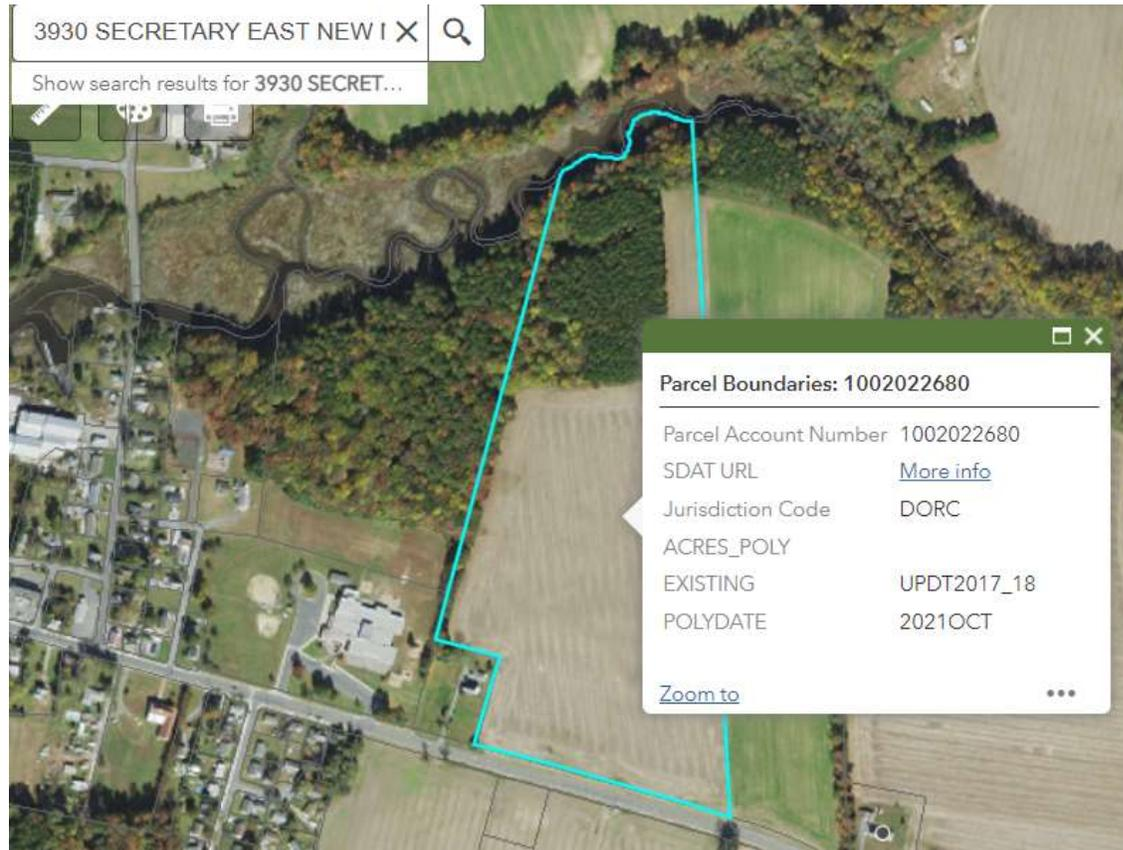 3930 SECRETARY EAST NEW
Show search results for 3930 SECRET...
Parcel Boundaries: 1002022680
Parcel Account Number 1002022680
SDAT URL More info
Jurisdiction Code DORC
ACRES_POLY
EXISTING UPDT2017_18
POLYDATE 2021OCT
Zoom to